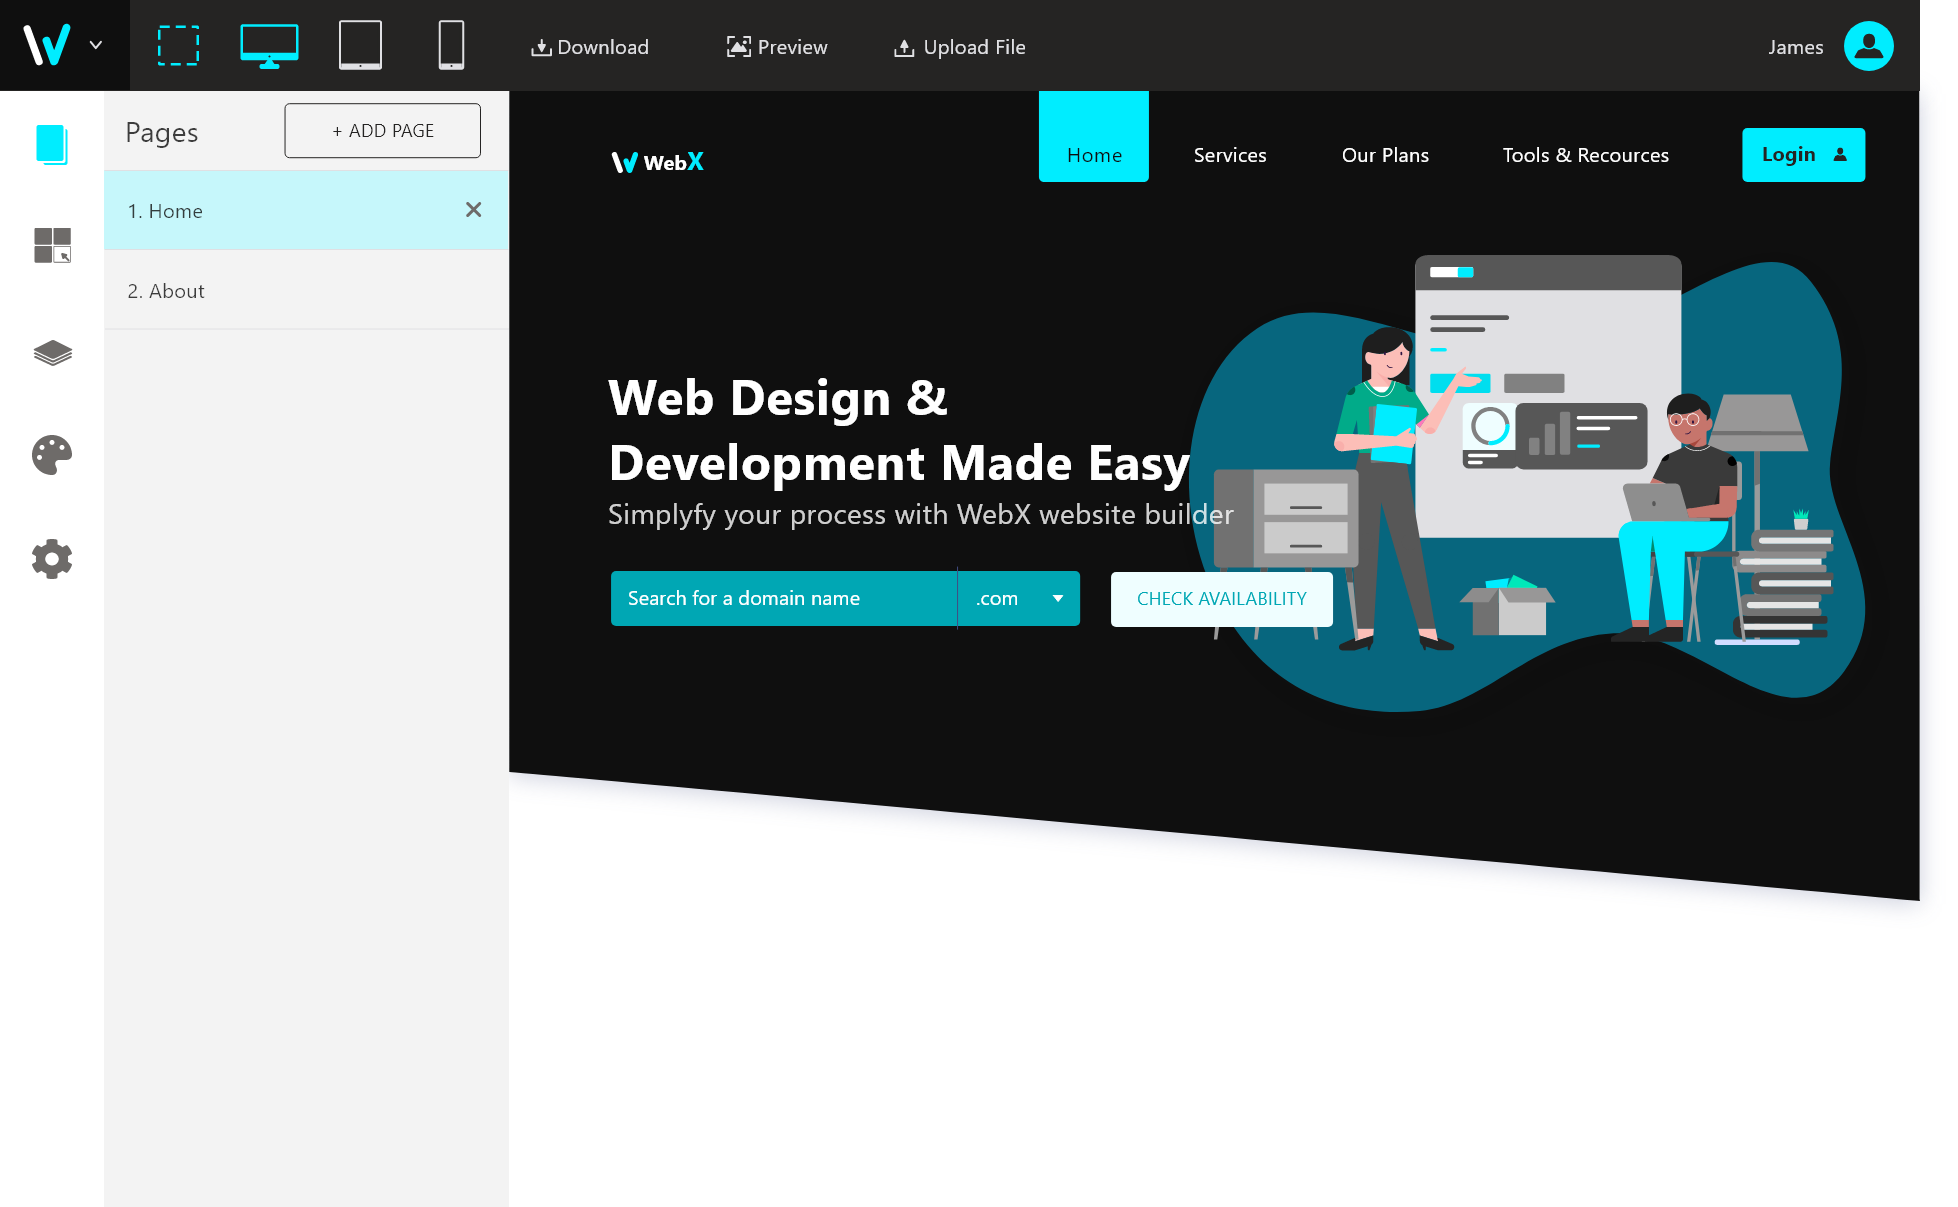 Download
Preview
Upload File
James
Pages
+ ADD PAGE
1. Home
2. About
WebX
Home
Services
Our Plans
Tools & Recources
Login
Web Design &
Development Made Easy
Simplyfy your process with WebX website builder
Search for a domain name
.com
CHECK AVAILABILITY